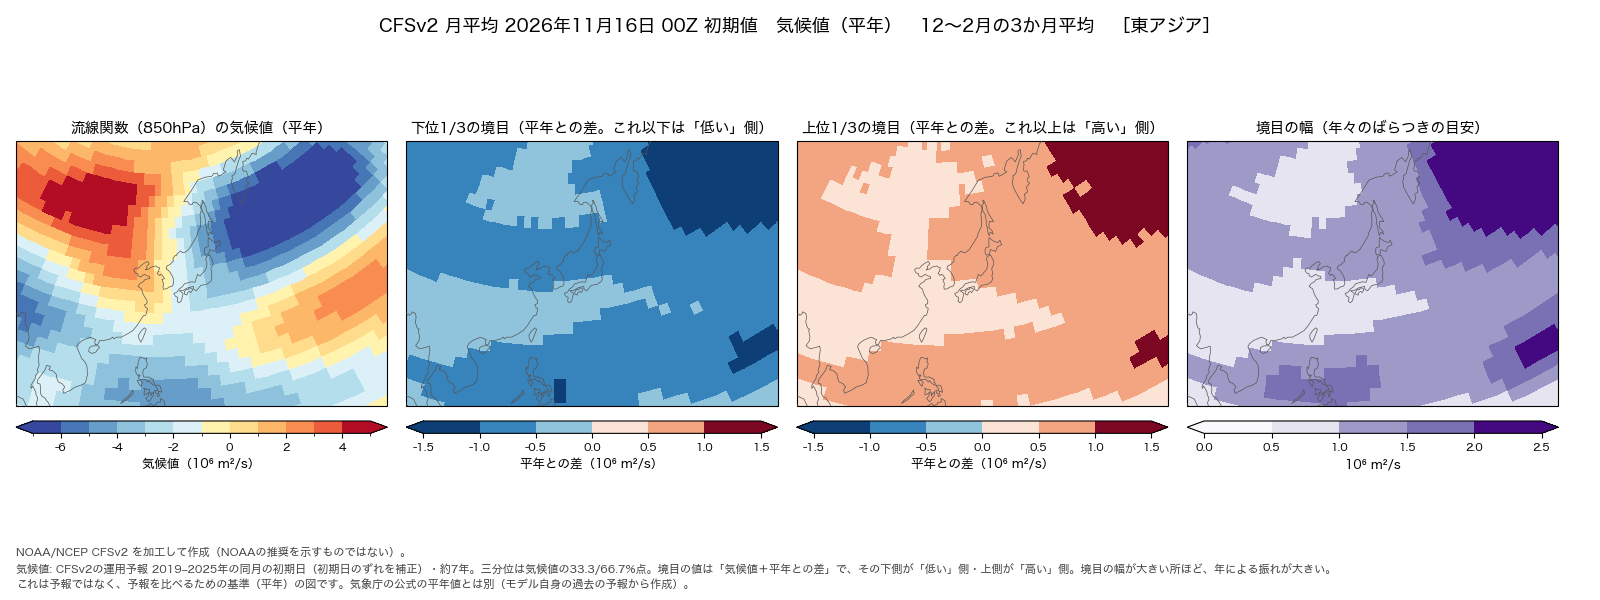 CFSv2 月平均 2026年11月16日 00Z 初期値　気候値（平年）　12～2月の3か月平均　［東アジア］
流線関数（850hPa）の気候値（平年）
下位1/3の境目（平年との差。これ以下は「低い」側）
上位1/3の境目（平年との差。これ以上は「高い」側）
境目の幅（年々のばらつきの目安）
-6 -4 -2 0 2 4
気候値（10⁶ m²/s）
-1.5 -1.0 -0.5 0.0 0.5 1.0 1.5
平年との差（10⁶ m²/s）
-1.5 -1.0 -0.5 0.0 0.5 1.0 1.5
平年との差（10⁶ m²/s）
0.0 0.5 1.0 1.5 2.0 2.5
10⁶ m²/s
NOAA/NCEP CFSv2 を加工して作成（NOAAの推奨を示すものではない）。
気候値: CFSv2の運用予報 2019–2025年の同月の初期日（初期日のずれを補正）・約7年。三分位は気候値の33.3/66.7%点。境目の値は「気候値＋平年との差」で、その下側が「低い」側・上側が「高い」側。境目の幅が大きい所ほど、年による振れが大きい。
これは予報ではなく、予報を比べるための基準（平年）の図です。気象庁の公式の平年値とは別（モデル自身の過去の予報から作成）。